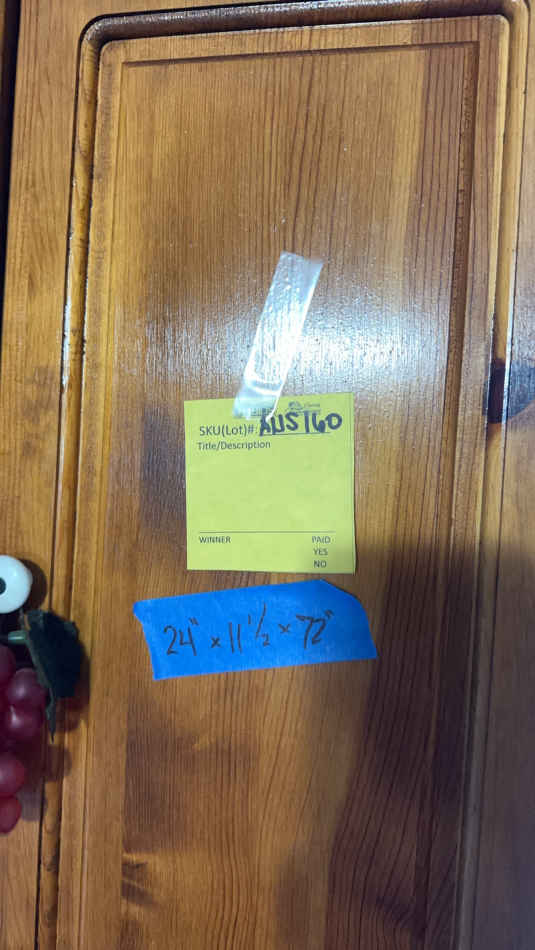 SKU(Lot)#: AUS160
Title/Description
WINNER PAID
YES
NO
24" x 11 1/2 x 72"